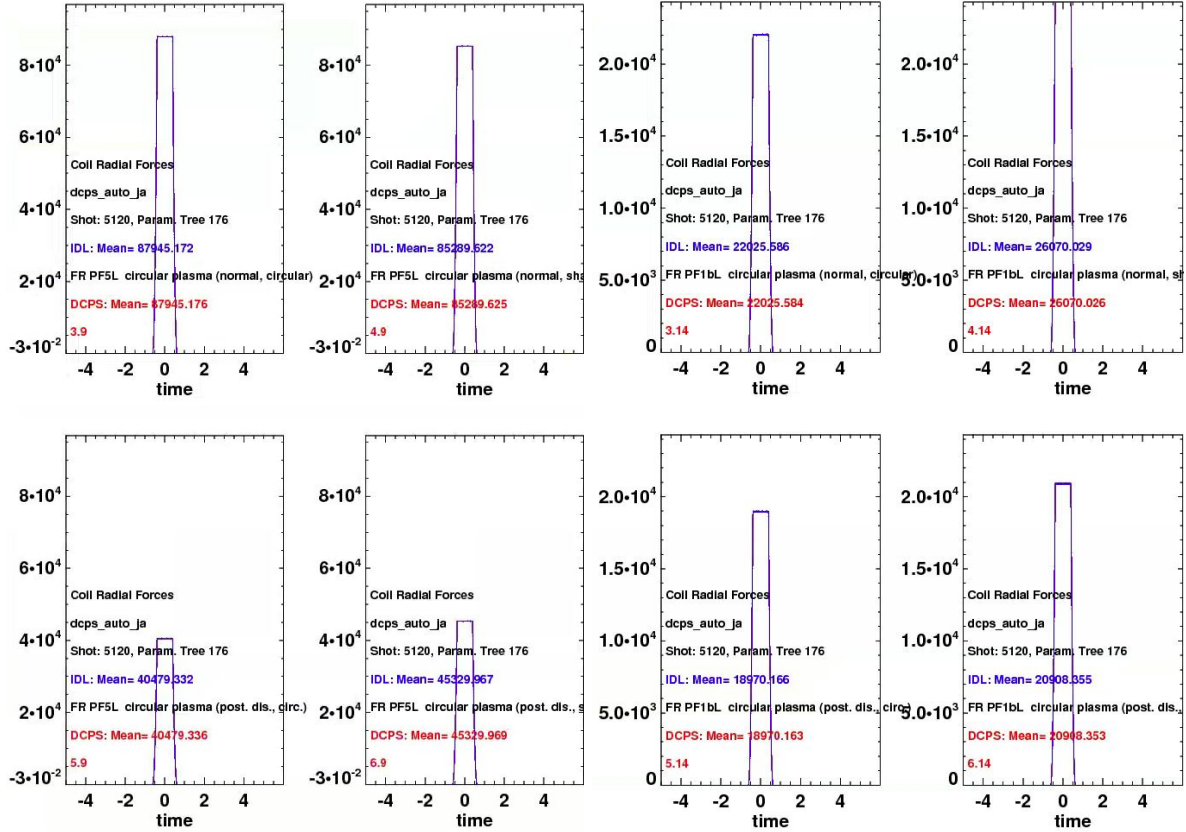 8•10⁴
6•10⁴
4•10⁴
2•10⁴
-3•10⁻²
Coil Radial Forces
dcps_auto_ja
Shot: 5120, Param. Tree 176
IDL: Mean= 87945.172
FR PF5L circular plasma (normal, circular)
DCPS: Mean= 87945.176
3.9
-4 -2 0 2 4
time
8•10⁴
6•10⁴
4•10⁴
2•10⁴
-3•10⁻²
Coil Radial Forces
dcps_auto_ja
Shot: 5120, Param. Tree 176
IDL: Mean= 85289.622
FR PF5L circular plasma (normal, sha
DCPS: Mean= 85289.625
4.9
-4 -2 0 2 4
time
2.0•10⁴
1.5•10⁴
1.0•10⁴
5.0•10³
0
Coil Radial Forces
dcps_auto_ja
Shot: 5120, Param. Tree 176
IDL: Mean= 22025.586
FR PF1bL circular plasma (normal, circular)
DCPS: Mean= 22025.584
3.14
-4 -2 0 2 4
time
2.0•10⁴
1.5•10⁴
1.0•10⁴
5.0•10³
0
Coil Radial Forces
dcps_auto_ja
Shot: 5120, Param. Tree 176
IDL: Mean= 26070.029
FR PF1bL circular plasma (normal, sh
DCPS: Mean= 26070.026
4.14
-4 -2 0 2 4
time
8•10⁴
6•10⁴
4•10⁴
2•10⁴
-3•10⁻²
Coil Radial Forces
dcps_auto_ja
Shot: 5120, Param. Tree 176
IDL: Mean= 40479.332
FR PF5L circular plasma (post. dis., circ.)
DCPS: Mean= 40479.336
5.9
-4 -2 0 2 4
time
8•10⁴
6•10⁴
4•10⁴
2•10⁴
-3•10⁻²
Coil Radial Forces
dcps_auto_ja
Shot: 5120, Param. Tree 176
IDL: Mean= 45329.967
FR PF5L circular plasma (post. dis., s
DCPS: Mean= 45329.969
6.9
-4 -2 0 2 4
time
2.0•10⁴
1.5•10⁴
1.0•10⁴
5.0•10³
0
Coil Radial Forces
dcps_auto_ja
Shot: 5120, Param. Tree 176
IDL: Mean= 18970.166
FR PF1bL circular plasma (post. dis., circ.)
DCPS: Mean= 18970.163
5.14
-4 -2 0 2 4
time
2.0•10⁴
1.5•10⁴
1.0•10⁴
5.0•10³
0
Coil Radial Forces
dcps_auto_ja
Shot: 5120, Param. Tree 176
IDL: Mean= 20908.355
FR PF1bL circular plasma (post. dis.,
DCPS: Mean= 20908.353
6.14
-4 -2 0 2 4
time